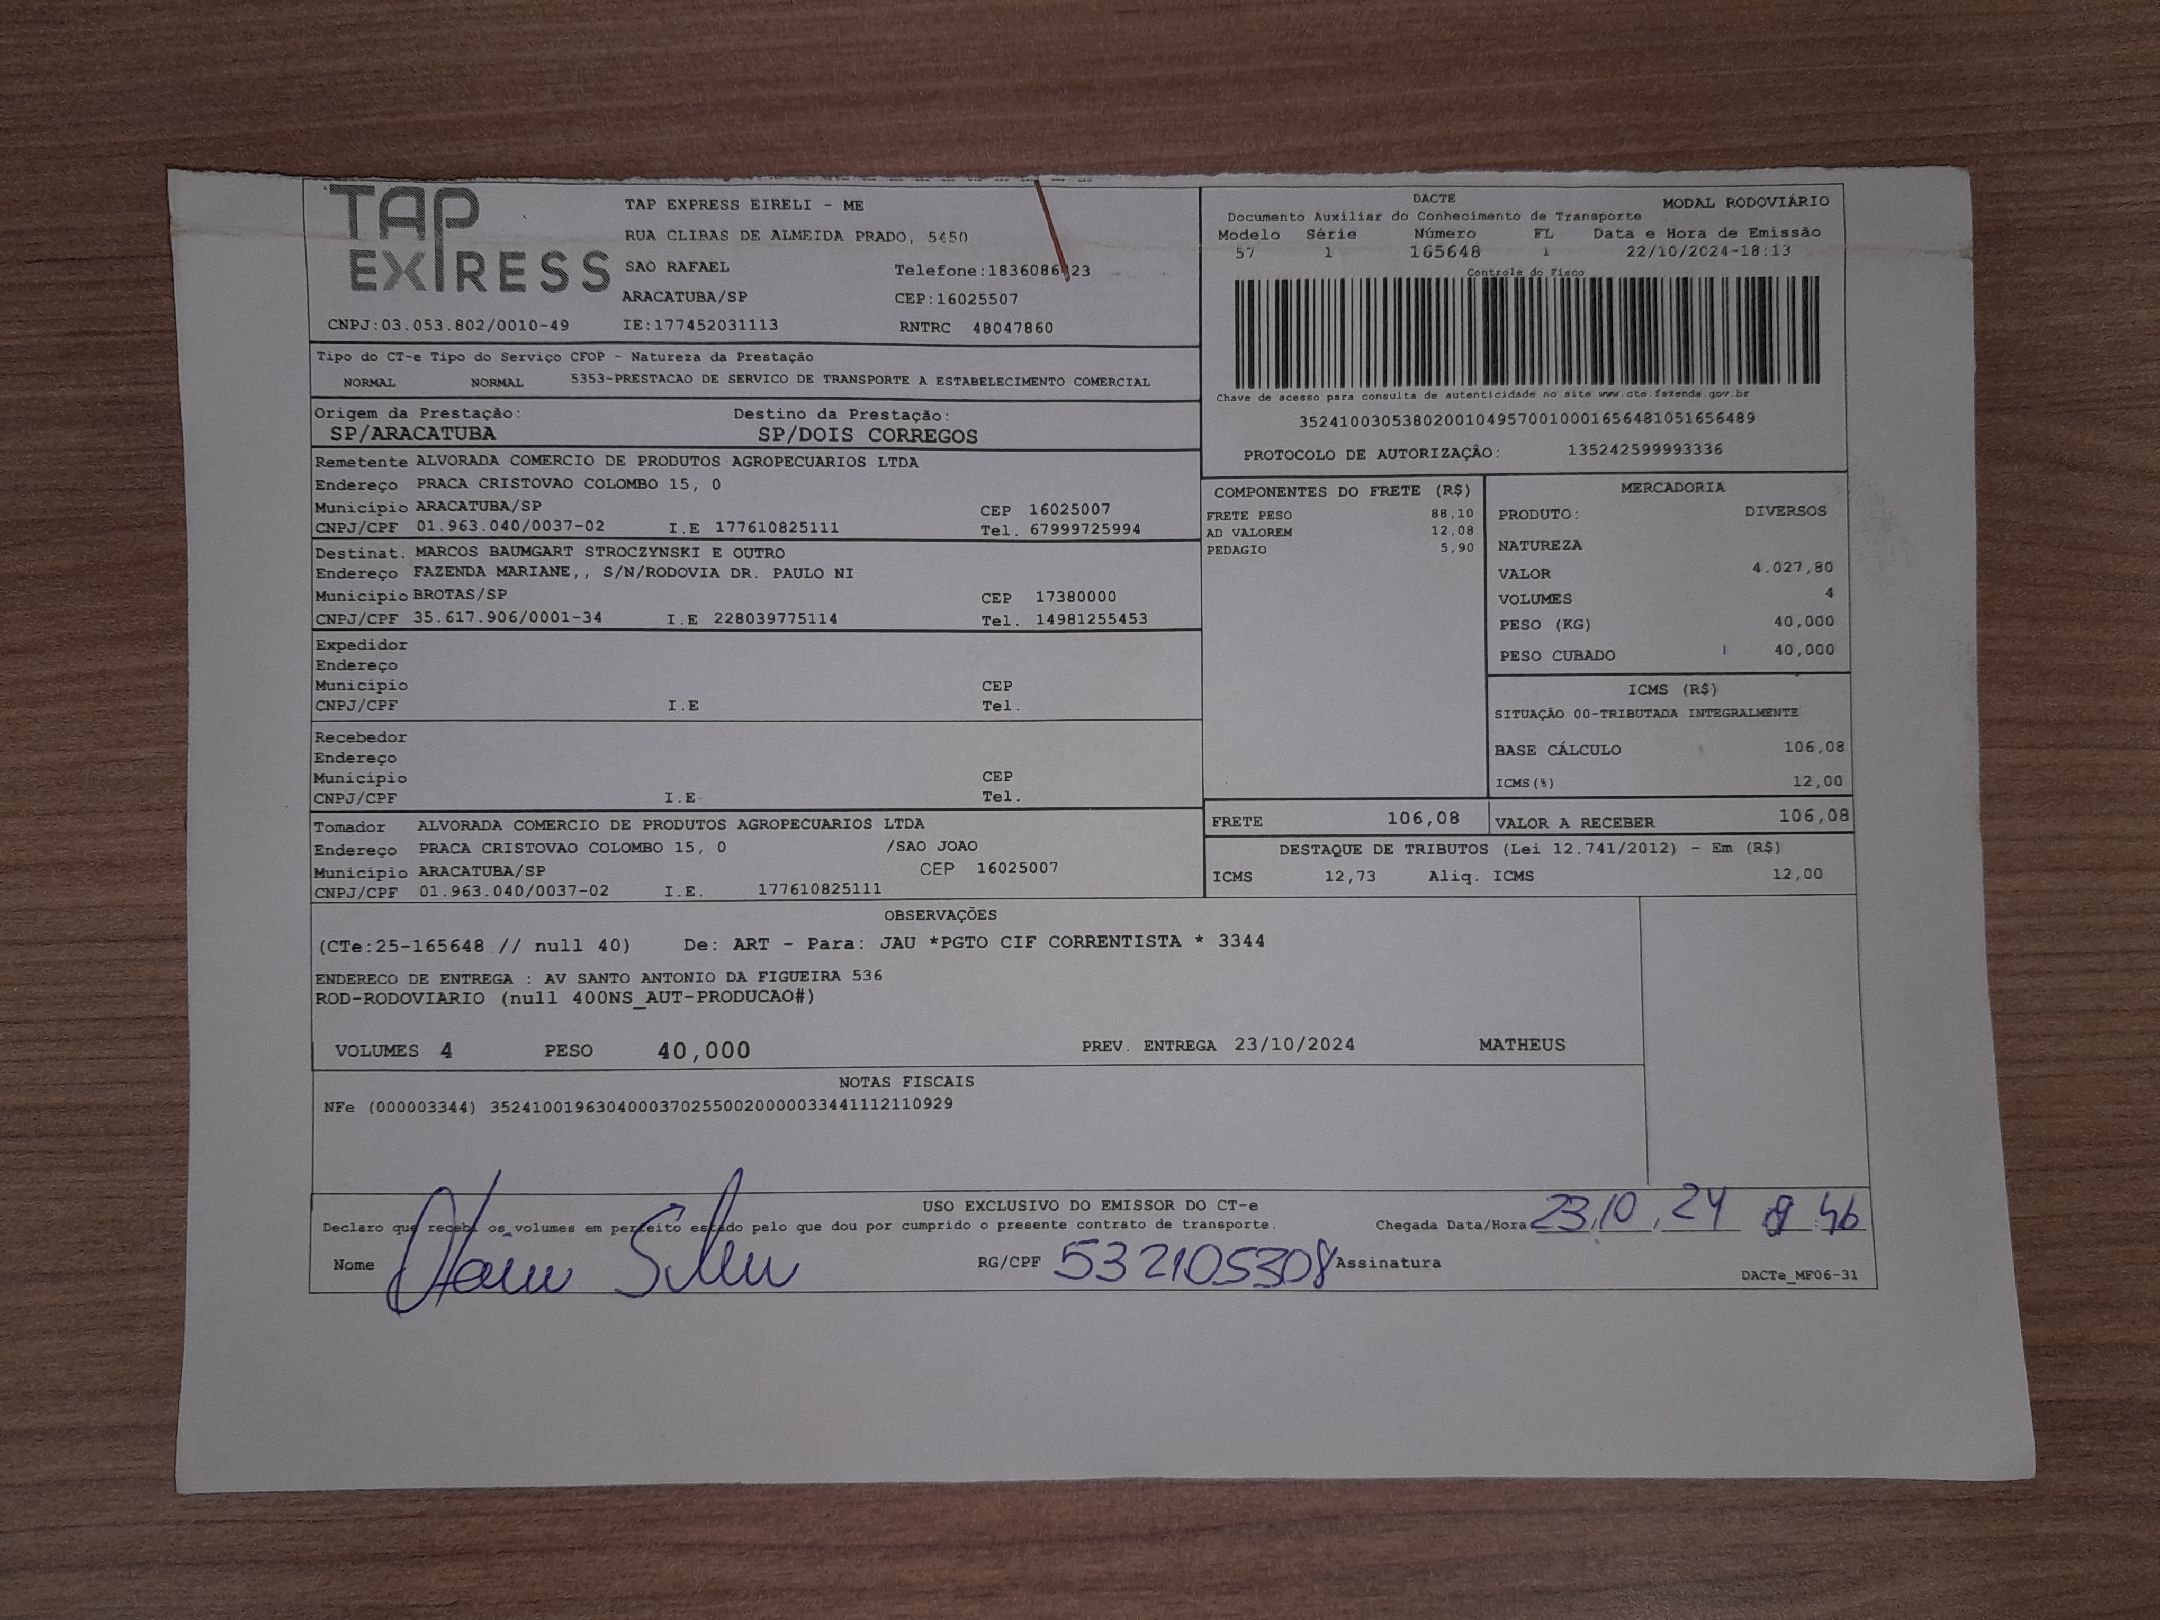 TAP EXPRESS
TAP EXPRESS EIRELI - ME
RUA CLIBAS DE ALMEIDA PRADO, 5450
SAO RAFAEL Telefone:1836086 23
ARACATUBA/SP CEP:16025507
CNPJ:03.053.802/0010-49 IE:177452031113 RNTRC 48047860
DACTE MODAL RODOVIÁRIO
Documento Auxiliar do Conhecimento de Transporte
Modelo Série Número FL Data e Hora de Emissão
57 1 165648 1 22/10/2024-18:13
Controle do Fisco
Chave de acesso para consulta de autenticidade no site www.cte.fazenda.gov.br
35241003053802001049570010001656481051656489
PROTOCOLO DE AUTORIZAÇÃO: 135242599993336
Tipo do CT-e Tipo do Serviço CFOP - Natureza da Prestação
NORMAL NORMAL 5353-PRESTACAO DE SERVICO DE TRANSPORTE A ESTABELECIMENTO COMERCIAL
Origem da Prestação: Destino da Prestação:
SP/ARACATUBA SP/DOIS CORREGOS
Remetente ALVORADA COMERCIO DE PRODUTOS AGROPECUARIOS LTDA
Endereço PRACA CRISTOVAO COLOMBO 15, 0
Município ARACATUBA/SP CEP 16025007
CNPJ/CPF 01.963.040/0037-02 I.E 177610825111 Tel. 67999725994
Destinat. MARCOS BAUMGART STROCZYNSKI E OUTRO
Endereço FAZENDA MARIANE,, S/N/RODOVIA DR. PAULO NI
Município BROTAS/SP CEP 17380000
CNPJ/CPF 35.617.906/0001-34 I.E 228039775114 Tel. 14981255453
Expedidor
Endereço
Município CEP
CNPJ/CPF I.E Tel.
Recebedor
Endereço
Município CEP
CNPJ/CPF I.E Tel.
Tomador ALVORADA COMERCIO DE PRODUTOS AGROPECUARIOS LTDA
Endereço PRACA CRISTOVAO COLOMBO 15, 0 /SAO JOAO
Município ARACATUBA/SP CEP 16025007
CNPJ/CPF 01.963.040/0037-02 I.E. 177610825111
COMPONENTES DO FRETE (R$)
FRETE PESO 88,10
AD VALOREM 12,08
PEDAGIO 5,90
MERCADORIA
PRODUTO: DIVERSOS
NATUREZA
VALOR 4.027,80
VOLUMES 4
PESO (KG) 40,000
PESO CUBADO 40,000
ICMS (R$)
SITUAÇÃO 00-TRIBUTADA INTEGRALMENTE
BASE CÁLCULO 106,08
ICMS(%) 12,00
FRETE 106,08 VALOR A RECEBER 106,08
DESTAQUE DE TRIBUTOS (Lei 12.741/2012) - Em (R$)
ICMS 12,73 Aliq. ICMS 12,00
OBSERVAÇÕES
(CTe:25-165648 // null 40) De: ART - Para: JAU *PGTO CIF CORRENTISTA * 3344
ENDERECO DE ENTREGA : AV SANTO ANTONIO DA FIGUEIRA 536
ROD-RODOVIARIO (null 400NS_AUT-PRODUCAO#)
VOLUMES 4 PESO 40,000 PREV. ENTREGA 23/10/2024 MATHEUS
NOTAS FISCAIS
NFe (000003344) 35241001963040003702550020000033441112110929
USO EXCLUSIVO DO EMISSOR DO CT-e
Declaro que recebi os volumes em perfeito estado pelo que dou por cumprido o presente contrato de transporte. Chegada Data/Hora 23,10,24 8:46
Nome RG/CPF 532105308 Assinatura
DACTe_MF06-31